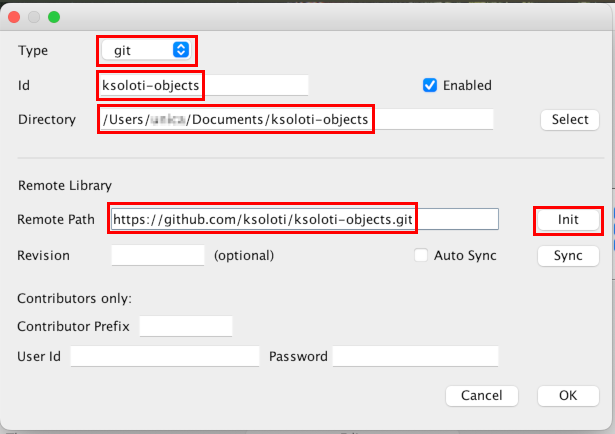 Type git
Id ksoloti-objects Enabled
Directory /Users/ /Documents/ksoloti-objects Select
Remote Library
Remote Path https://github.com/ksoloti/ksoloti-objects.git Init
Revision (optional) Auto Sync Sync
Contributors only:
Contributor Prefix
User Id Password
Cancel OK